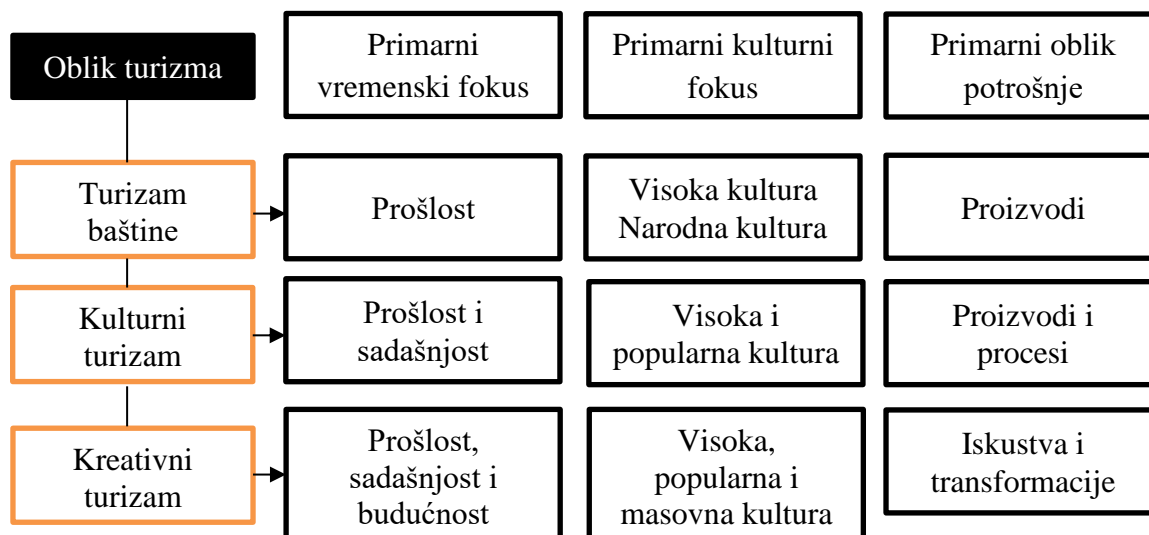 Oblik turizma
Primarni
vremenski fokus
Primarni kulturni
fokus
Primarni oblik
potrošnje
Turizam
baštine
Prošlost
Visoka kultura
Narodna kultura
Proizvodi
Kulturni
turizam
Prošlost i
sadašnjost
Visoka i
popularna kultura
Proizvodi i
procesi
Kreativni
turizam
Prošlost,
sadašnjost i
budućnost
Visoka,
popularna i
masovna kultura
Iskustva i
transformacije